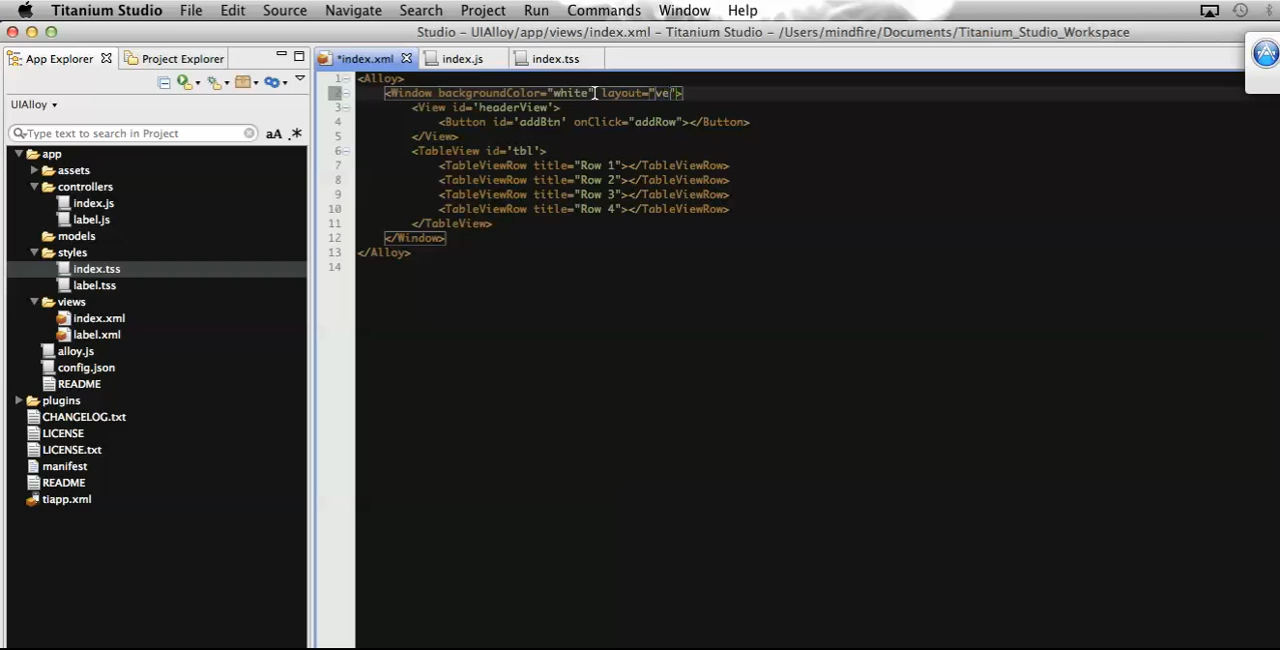 Titanium Studio File Edit Source Navigate Search Project Run Commands Window Help
Studio - UIAlloy/app/views/index.xml - Titanium Studio - /Users/mindfire/Documents/Titanium_Studio_Workspace
App Explorer Project Explorer
*index.xml index.js index.tss
UIAlloy
Type text to search in Project aA .*
app
assets
controllers
index.js
label.js
models
styles
index.tss
label.tss
views
index.xml
label.xml
alloy.js
config.json
README
plugins
CHANGELOG.txt
LICENSE
LICENSE.txt
manifest
README
tiapp.xml
1 <Alloy>
2 <Window backgroundColor="white" layout="ve">
3 <View id='headerView'>
4 <Button id='addBtn' onClick="addRow"></Button>
5 </View>
6 <TableView id='tbl'>
7 <TableViewRow title="Row 1"></TableViewRow>
8 <TableViewRow title="Row 2"></TableViewRow>
9 <TableViewRow title="Row 3"></TableViewRow>
10 <TableViewRow title="Row 4"></TableViewRow>
11 </TableView>
12 </Window>
13 </Alloy>
14